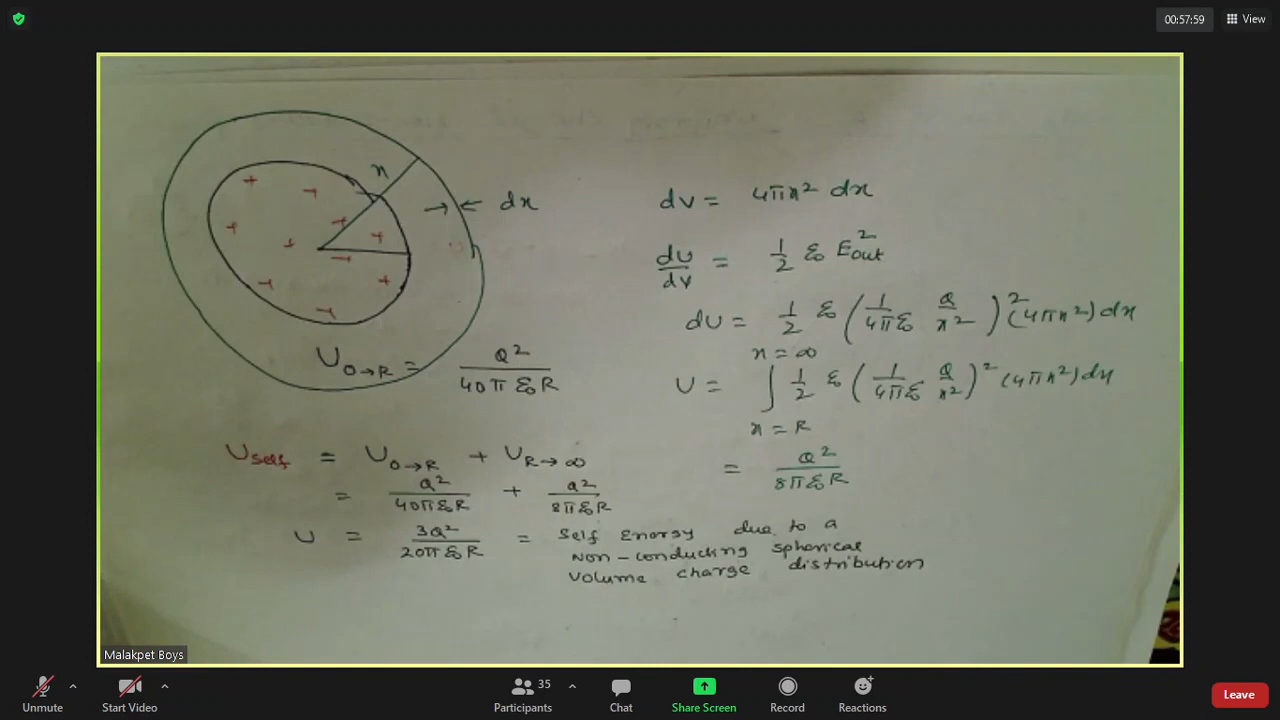 00:57:59 View
x
dx
dv = 4πx² dx
dU/dv = 1/2 ε₀ E²out
dU = 1/2 ε₀ (1/4πε₀ Q/x²)² (4πx²) dx
U₀→R = Q²/40πε₀R
x = ∞
U = ∫ 1/2 ε₀ (1/4πε₀ Q/x²)² (4πx²) dx
x = R
= Q²/8πε₀R
Uself = U₀→R + UR→∞
= Q²/40πε₀R + Q²/8πε₀R
U = 3Q²/20πε₀R = Self Energy due to a
Non-conducting spherical
volume charge distribution
Malakpet Boys
Unmute Start Video Participants 35 Chat Share Screen Record Reactions Leave